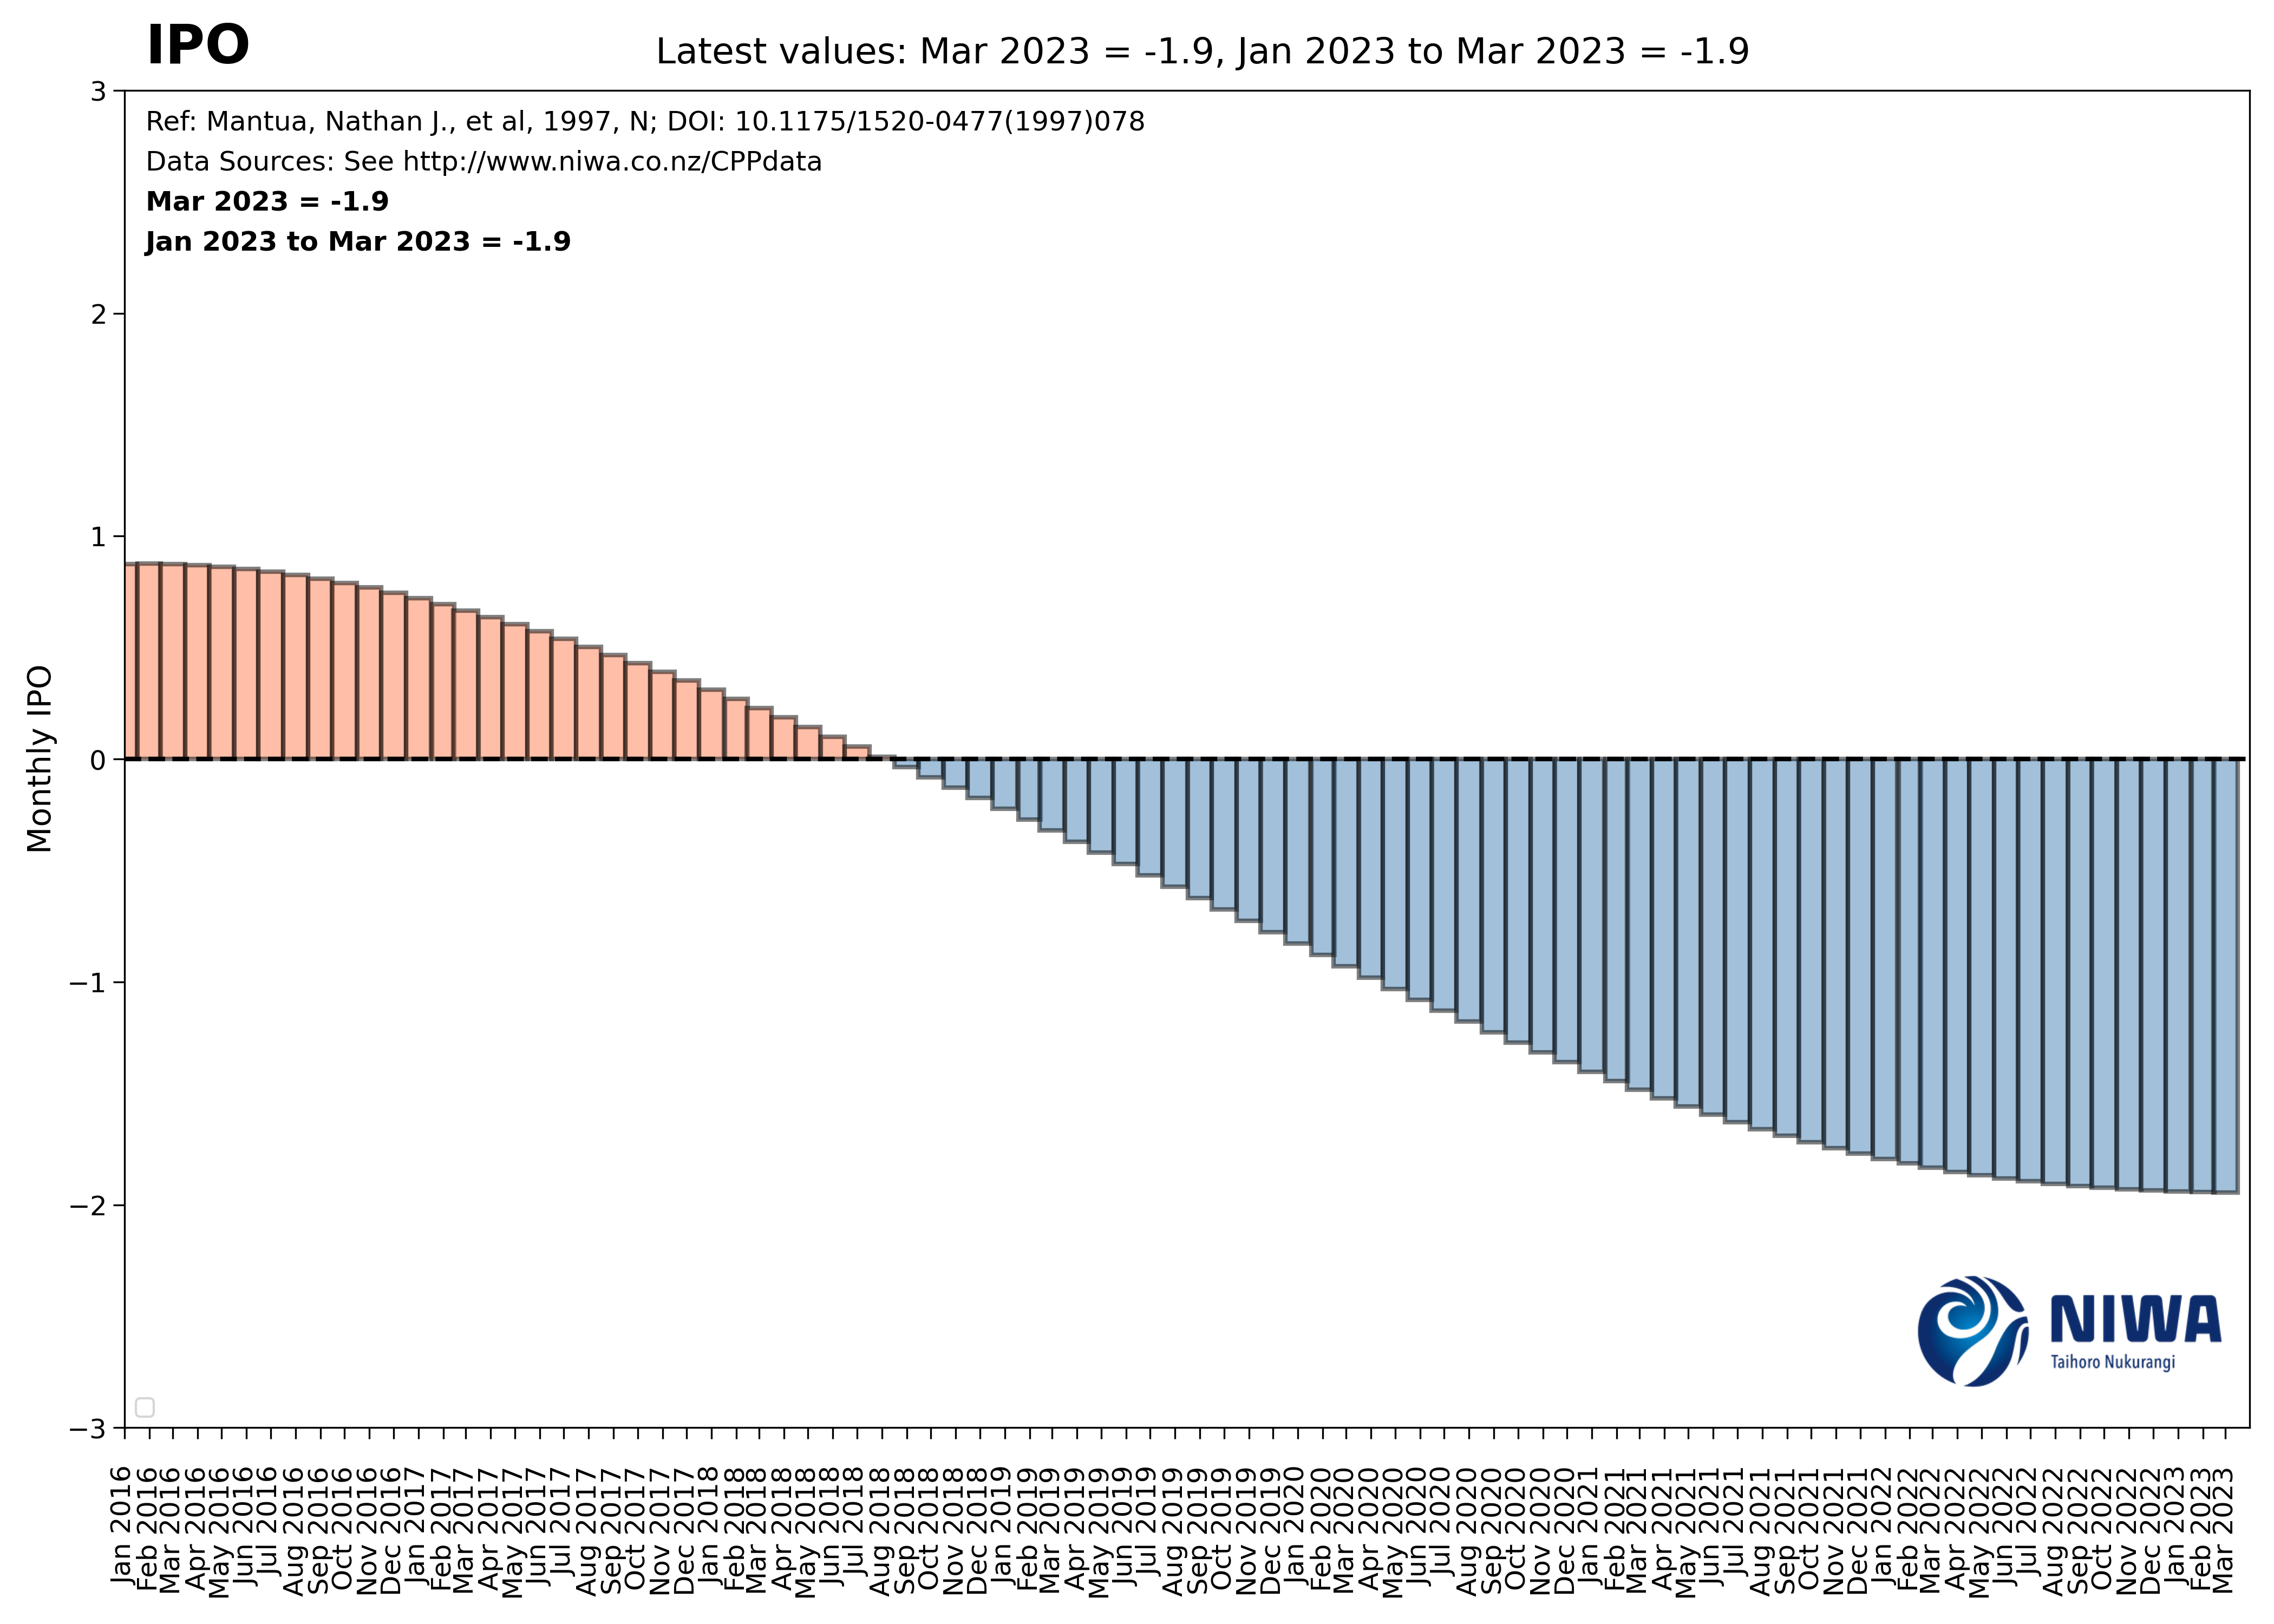 IPO
Latest values: Mar 2023 = -1.9, Jan 2023 to Mar 2023 = -1.9
Ref: Mantua, Nathan J., et al, 1997, N; DOI: 10.1175/1520-0477(1997)078
Data Sources: See http://www.niwa.co.nz/CPPdata
Mar 2023 = -1.9
Jan 2023 to Mar 2023 = -1.9
3
2
1
0
−1
−2
−3
Monthly IPO
NIWA
Taihoro Nukurangi
Jan 2016
Feb 2016
Mar 2016
Apr 2016
May 2016
Jun 2016
Jul 2016
Aug 2016
Sep 2016
Oct 2016
Nov 2016
Dec 2016
Jan 2017
Feb 2017
Mar 2017
Apr 2017
May 2017
Jun 2017
Jul 2017
Aug 2017
Sep 2017
Oct 2017
Nov 2017
Dec 2017
Jan 2018
Feb 2018
Mar 2018
Apr 2018
May 2018
Jun 2018
Jul 2018
Aug 2018
Sep 2018
Oct 2018
Nov 2018
Dec 2018
Jan 2019
Feb 2019
Mar 2019
Apr 2019
May 2019
Jun 2019
Jul 2019
Aug 2019
Sep 2019
Oct 2019
Nov 2019
Dec 2019
Jan 2020
Feb 2020
Mar 2020
Apr 2020
May 2020
Jun 2020
Jul 2020
Aug 2020
Sep 2020
Oct 2020
Nov 2020
Dec 2020
Jan 2021
Feb 2021
Mar 2021
Apr 2021
May 2021
Jun 2021
Jul 2021
Aug 2021
Sep 2021
Oct 2021
Nov 2021
Dec 2021
Jan 2022
Feb 2022
Mar 2022
Apr 2022
May 2022
Jun 2022
Jul 2022
Aug 2022
Sep 2022
Oct 2022
Nov 2022
Dec 2022
Jan 2023
Feb 2023
Mar 2023